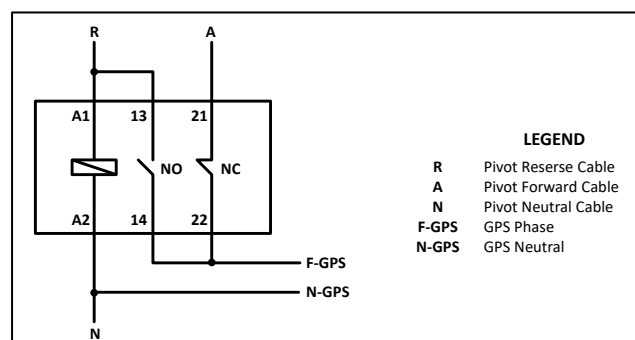 R A
A1 13 21
NO NC
A2 14 22
F-GPS
N-GPS
N
LEGEND
R Pivot Reserse Cable
A Pivot Forward Cable
N Pivot Neutral Cable
F-GPS GPS Phase
N-GPS GPS Neutral